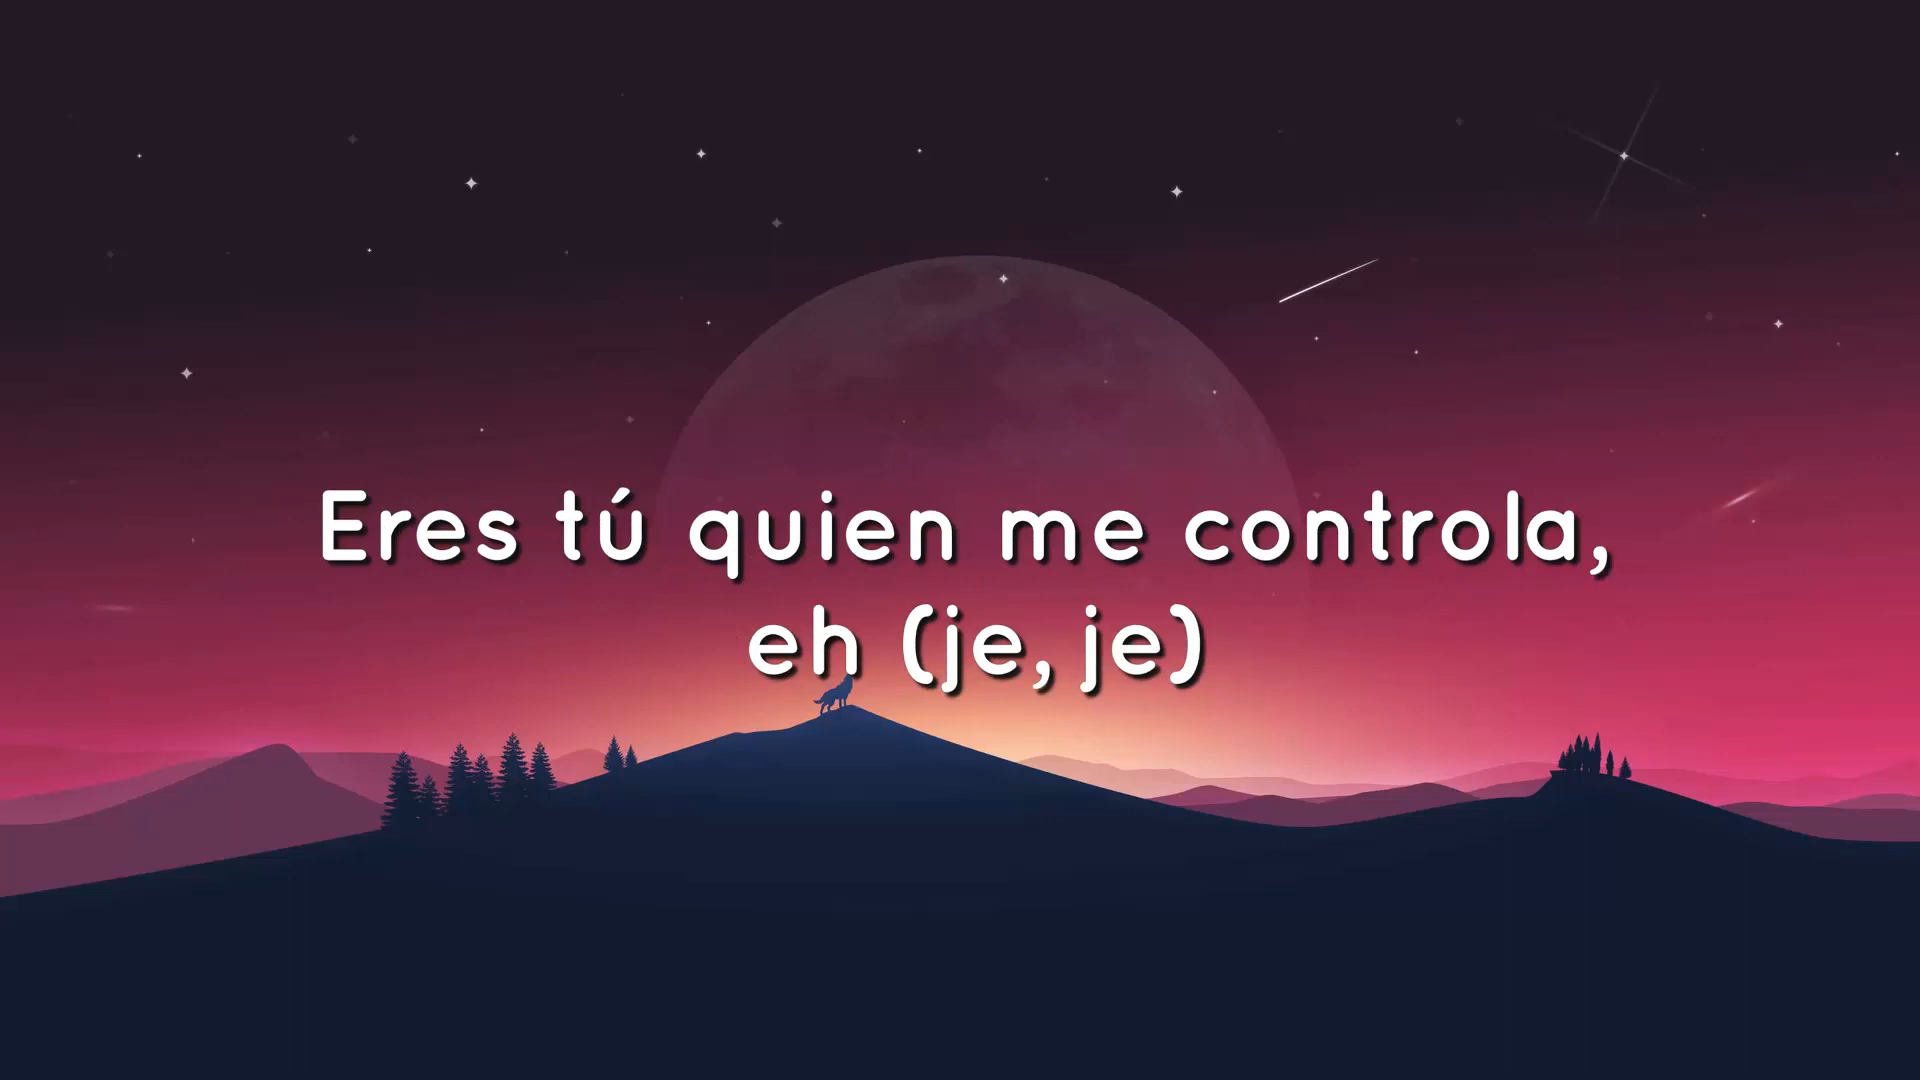 Eres tú quien me controla,
eh (je, je)